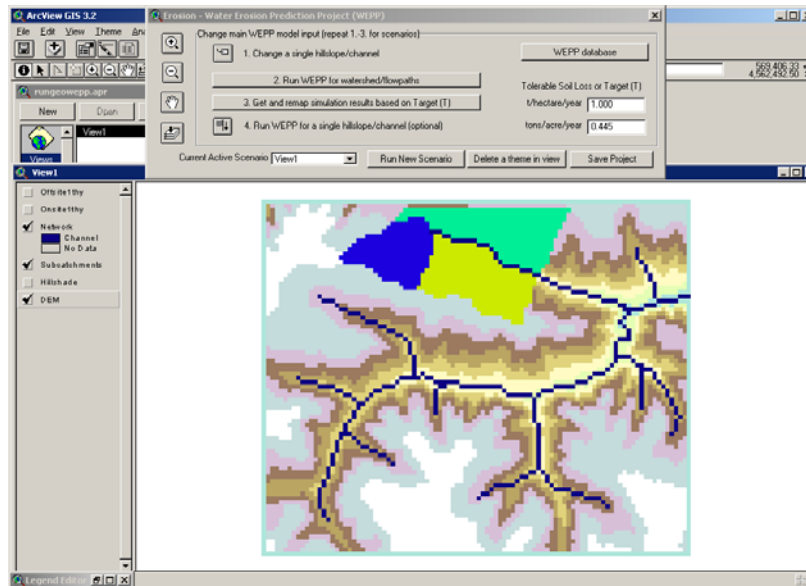 ArcView GIS 3.2
File Edit View Theme
Erosion - Water Erosion Prediction Project (WEPP)
Change main WEPP model input (repeat 1.-3. for scenarios)
1. Change a single hillslope/channel
WEPP database
2. Run WEPP for watershed/flowpaths
Tolerable Soil Loss or Target (T)
3. Get and remap simulation results based on Target (T)
t/hectare/year 1.000
4. Run WEPP for a single hillslope/channel (optional)
tons/acre/year 0.445
Current Active Scenario View1
Run New Scenario
Delete a theme in view
Save Project
569,406.33
4,562,492.50
rungeowepp.apr
New Open
View1
Views
View1
Offsite1thy
Onsite1thy
Network
Channel
No Data
Subcatchments
Hillshade
DEM
Legend Editor